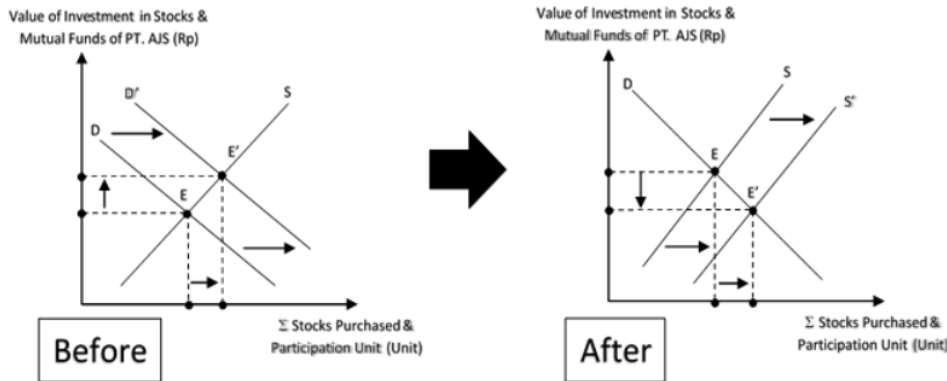 Value of Investment in Stocks &
Mutual Funds of PT. AJS (Rp)
D'
S
D
E'
E
Σ Stocks Purchased &
Participation Unit (Unit)
Before
Value of Investment in Stocks &
Mutual Funds of PT. AJS (Rp)
S
D
S'
E
E'
Σ Stocks Purchased &
Participation Unit (Unit)
After